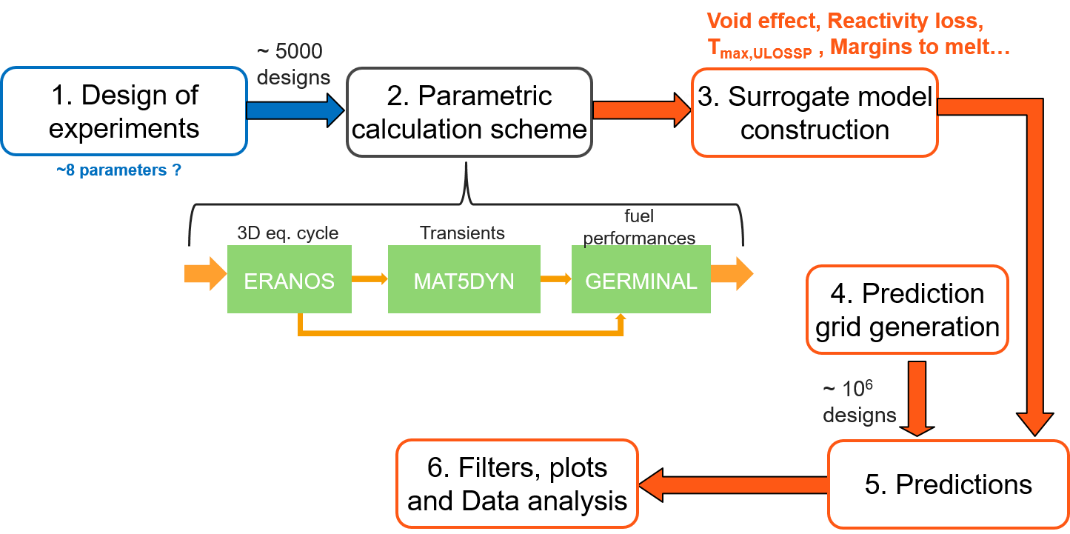 Void effect, Reactivity loss,
Tmax,ULOSSP , Margins to melt…
~ 5000
designs
1. Design of
experiments
2. Parametric
calculation scheme
3. Surrogate model
construction
~8 parameters ?
3D eq. cycle
Transients
fuel
performances
ERANOS
MAT5DYN
GERMINAL
4. Prediction
grid generation
~ 10⁶
designs
5. Predictions
6. Filters, plots
and Data analysis